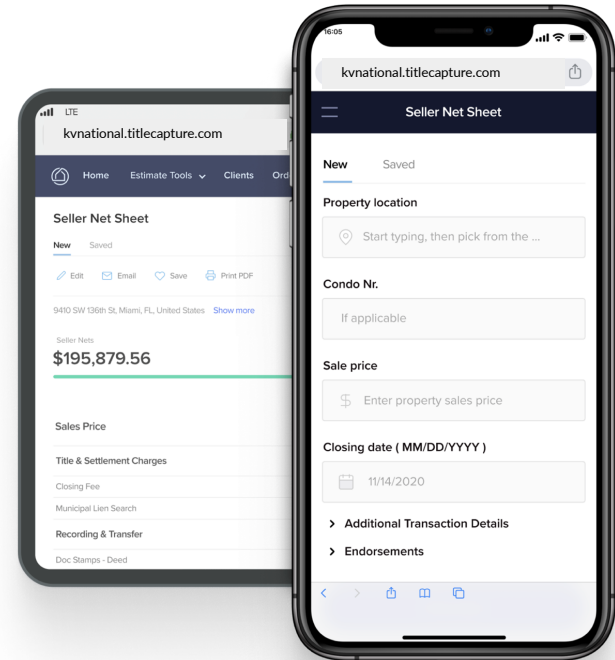 LTE
kvnational.titlecapture.com
Home Estimate Tools Clients
Seller Net Sheet
New Saved
Edit Email Save Print PDF
9410 SW 136th St, Miami, FL, United States Show more
Seller Nets
$195,879.56
Sales Price
Title & Settlement Charges
Closing Fee
Municipal Lien Search
Recording & Transfer
Doc Stamps - Deed
16:05
kvnational.titlecapture.com
Seller Net Sheet
New Saved
Property location
Start typing, then pick from the ...
Condo Nr.
If applicable
Sale price
$ Enter property sales price
Closing date ( MM/DD/YYYY )
11/14/2020
Additional Transaction Details
Endorsements